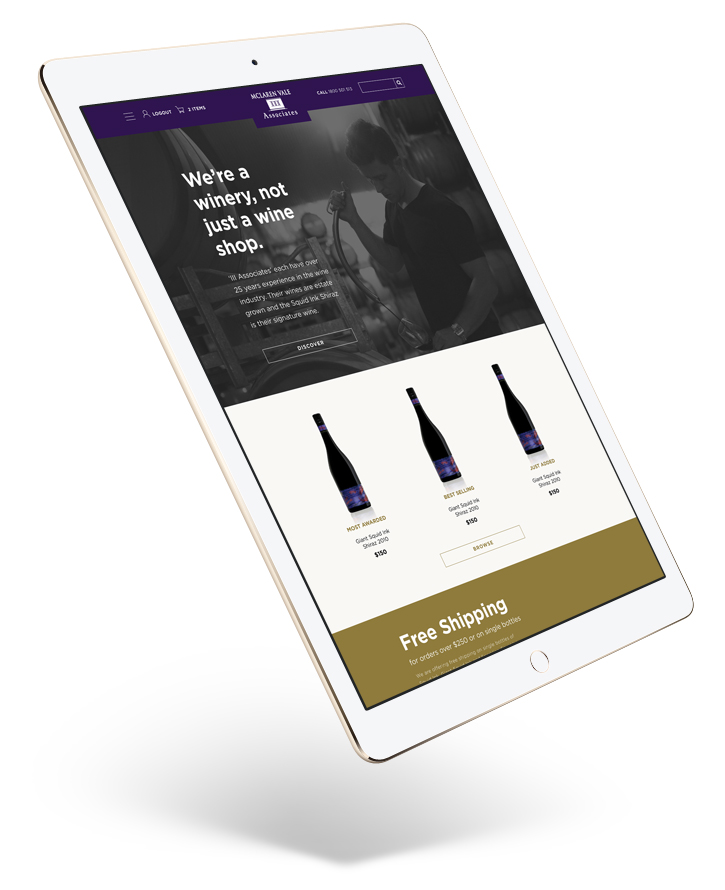 LOGOUT 2 ITEMS
MCLAREN VALE
III
Associates
CALL 1800 501 513
We're a
winery, not
just a wine
shop.
'III Associates' each have over
25 years experience in the wine
industry. Their wines are estate
grown and the Squid Ink Shiraz
is their signature wine.
DISCOVER
MOST AWARDED
Giant Squid Ink
Shiraz 2010
$150
BEST SELLING
Giant Squid Ink
Shiraz 2010
$150
JUST ADDED
Giant Squid Ink
Shiraz 2010
$150
BROWSE
Free Shipping
for orders over $250 or on single bottles
We are offering free shipping on single bottles of